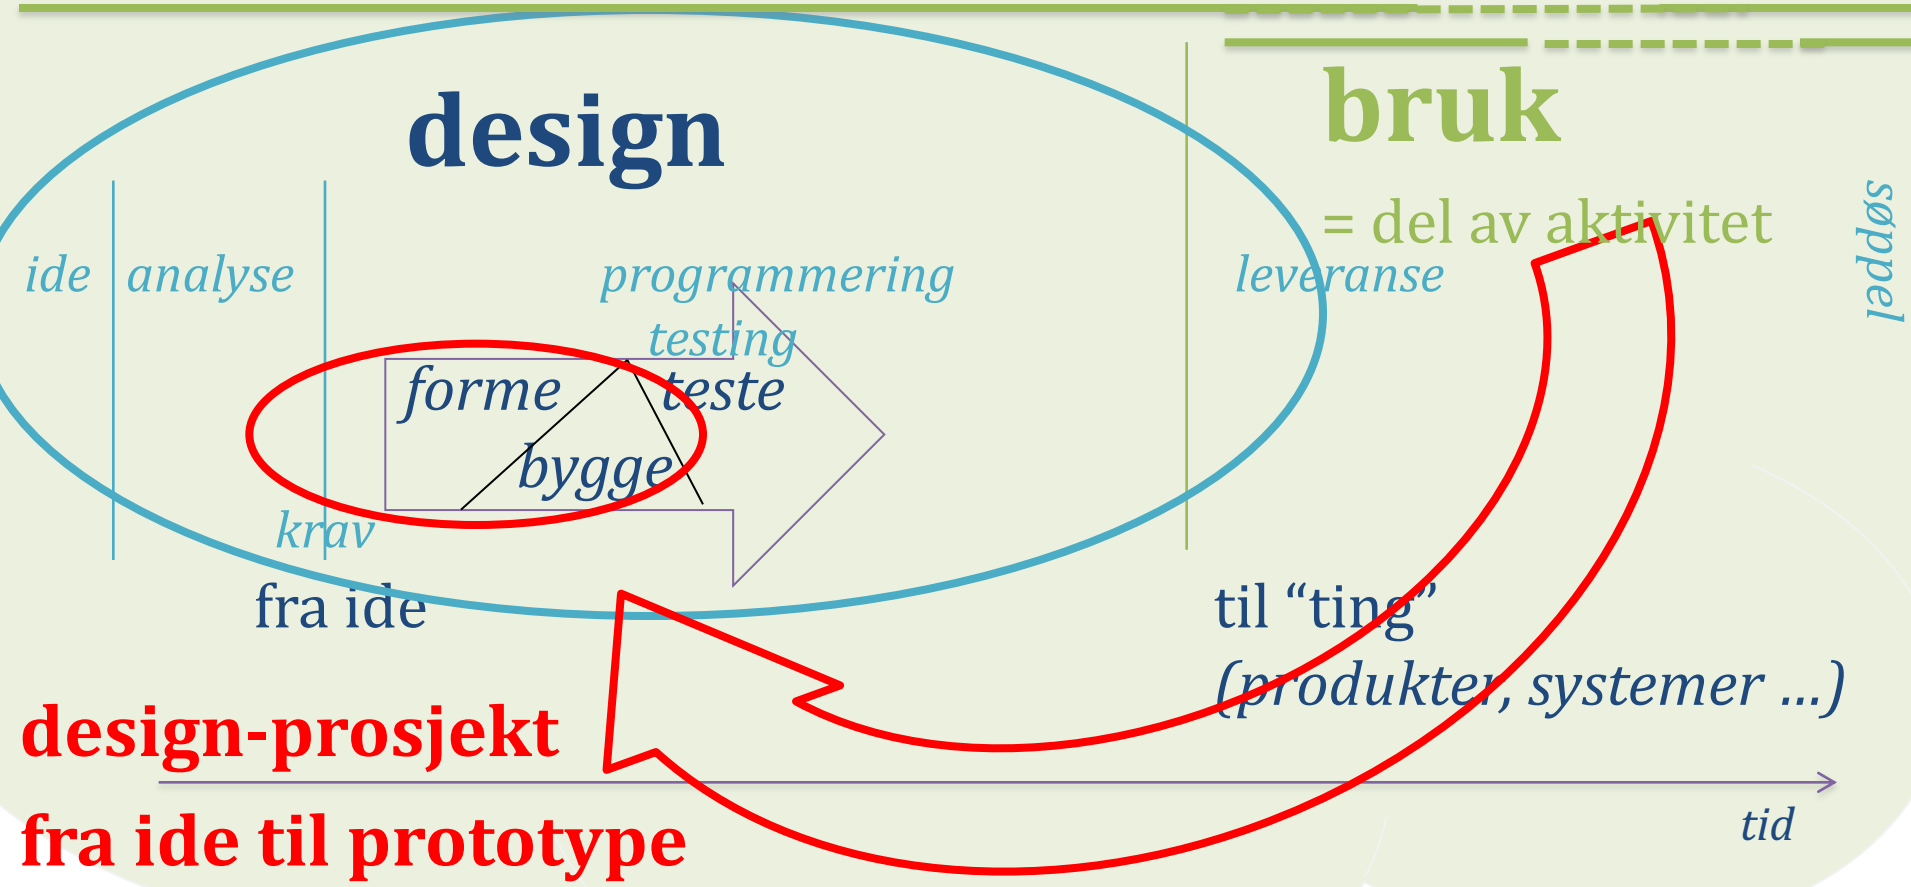 design
bruk
= del av aktivitet
ide
analyse
programmering
leveranse
søppel
testing
forme
teste
bygge
krav
fra ide
til “ting”
(produkter, systemer ...)
design-prosjekt
fra ide til prototype
tid